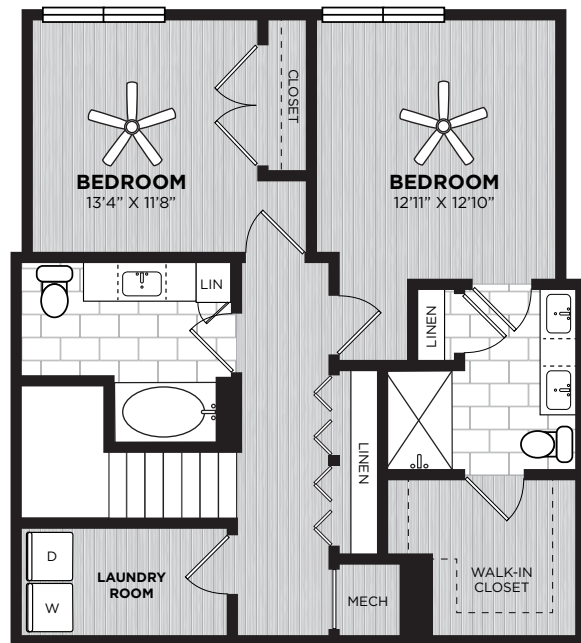 CLOSET
BEDROOM
13'4" X 11'8"
BEDROOM
12'11" X 12'10"
LIN
LINEN
LINEN
D
W
LAUNDRY
ROOM
MECH
WALK-IN
CLOSET